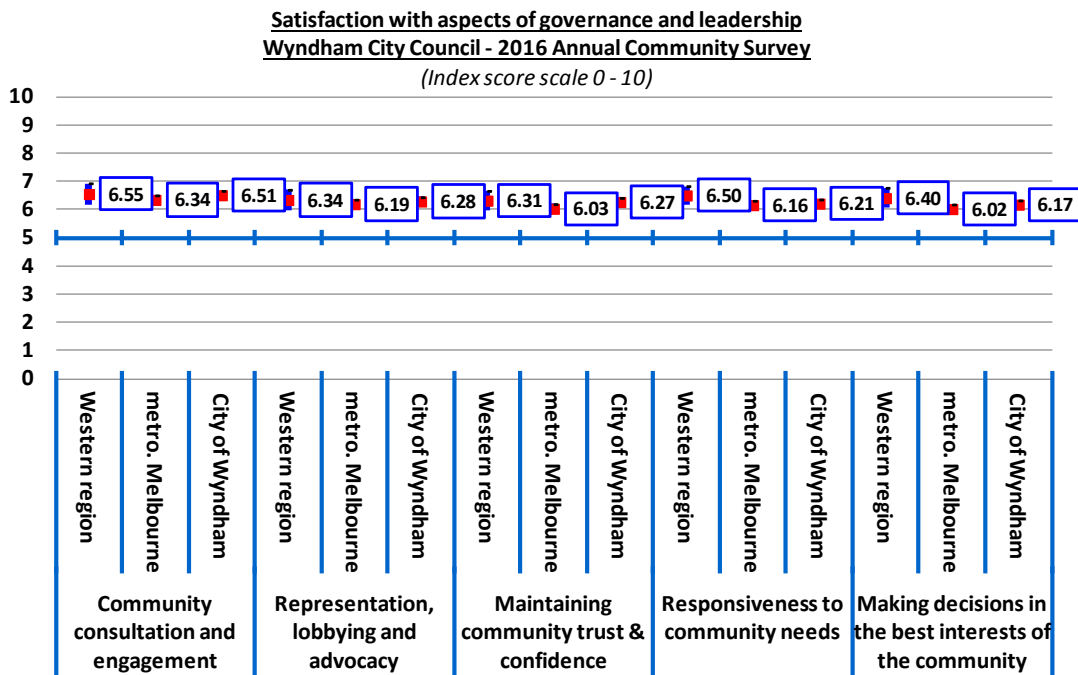 Satisfaction with aspects of governance and leadership
Wyndham City Council - 2016 Annual Community Survey
(Index score scale 0 - 10)
10
9
8
7
6
5
4
3
2
1
0
6.55
6.34
6.51
6.34
6.19
6.28
6.31
6.03
6.27
6.50
6.16
6.21
6.40
6.02
6.17
Western region
metro. Melbourne
City of Wyndham
Western region
metro. Melbourne
City of Wyndham
Western region
metro. Melbourne
City of Wyndham
Western region
metro. Melbourne
City of Wyndham
Western region
metro. Melbourne
City of Wyndham
Community
consultation and
engagement
Representation,
lobbying and
advocacy
Maintaining
community trust &
confidence
Responsiveness to
community needs
Making decisions in
the best interests of
the community